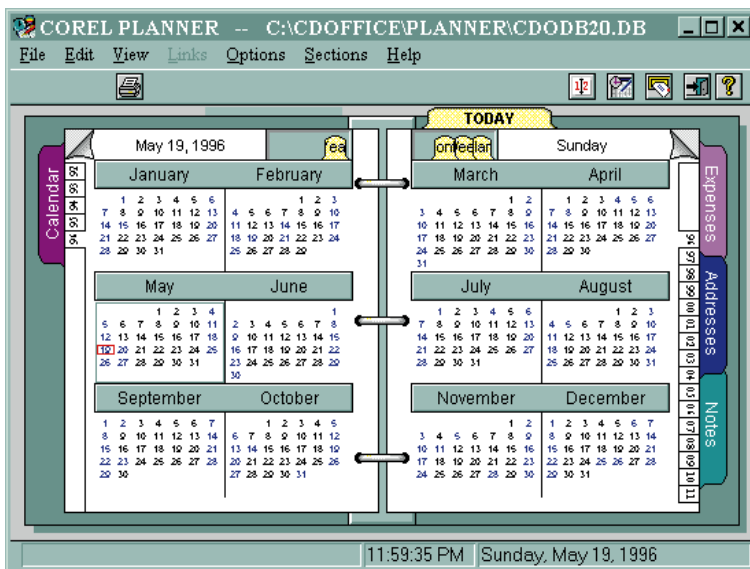 COREL PLANNER -- C:\CDOFFICE\PLANNER\CDODB20.DB
File Edit View Links Options Sections Help
TODAY
May 19, 1996
Sunday
Calendar
Expenses
Addresses
Notes
92
93
94
95
96
January February
1 2 3 4 5 6 1 2 3
7 8 9 10 11 12 13 4 5 6 7 8 9 10
14 15 16 17 18 19 20 11 12 13 14 15 16 17
21 22 23 24 25 26 27 18 19 20 21 22 23 24
28 29 30 31 25 26 27 28 29
May June
1 2 3 4 1
5 6 7 8 9 10 11 2 3 4 5 6 7 8
12 13 14 15 16 17 18 9 10 11 12 13 14 15
19 20 21 22 23 24 25 16 17 18 19 20 21 22
26 27 28 29 30 31 23 24 25 26 27 28 29
30
September October
1 2 3 4 5 6 7 1 2 3 4 5
8 9 10 11 12 13 14 6 7 8 9 10 11 12
15 16 17 18 19 20 21 13 14 15 16 17 18 19
22 23 24 25 26 27 28 20 21 22 23 24 25 26
29 30 27 28 29 30 31
March April
1 2 1 2 3 4 5 6
3 4 5 6 7 8 9 7 8 9 10 11 12 13
10 11 12 13 14 15 16 14 15 16 17 18 19 20
17 18 19 20 21 22 23 21 22 23 24 25 26 27
24 25 26 27 28 29 30 28 29 30
31
July August
1 2 3 4 5 6 1 2 3
7 8 9 10 11 12 13 4 5 6 7 8 9 10
14 15 16 17 18 19 20 11 12 13 14 15 16 17
21 22 23 24 25 26 27 18 19 20 21 22 23 24
28 29 30 31 25 26 27 28 29 30 31
November December
1 2 1 2 3 4 5 6 7
3 4 5 6 7 8 9 8 9 10 11 12 13 14
10 11 12 13 14 15 16 15 16 17 18 19 20 21
17 18 19 20 21 22 23 22 23 24 25 26 27 28
24 25 26 27 28 29 30 29 30 31
96
97
98
99
00
01
02
03
04
05
06
07
08
09
10
11
11:59:35 PM Sunday, May 19, 1996